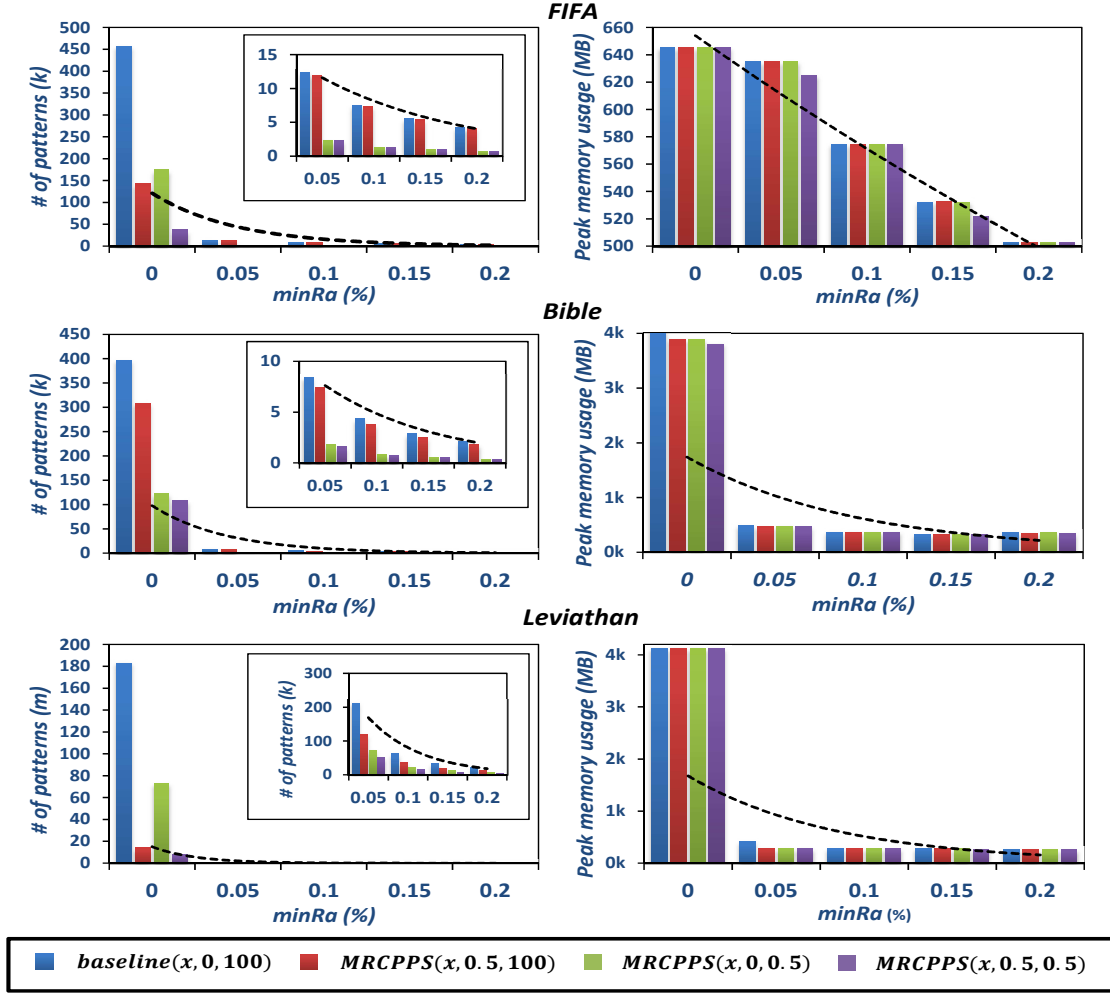 FIFA
# of patterns (k)
500
450
400
350
300
250
200
150
100
50
0
15
10
5
0
0.05 0.1 0.15 0.2
0 0.05 0.1 0.15 0.2
minRa (%)
Peak memory usage (MB)
660
640
620
600
580
560
540
520
500
0 0.05 0.1 0.15 0.2
minRa (%)
Bible
# of patterns (k)
450
400
350
300
250
200
150
100
50
0
10
5
0
0.05 0.1 0.15 0.2
0 0.05 0.1 0.15 0.2
minRa (%)
Peak memory usage (MB)
4k
3k
2k
1k
0k
0 0.05 0.1 0.15 0.2
minRa (%)
Leviathan
# of patterns (m)
200
180
160
140
120
100
80
60
40
20
0
# of patterns (k)
300
200
100
0
0.05 0.1 0.15 0.2
0 0.05 0.1 0.15 0.2
minRa (%)
Peak memory usage (MB)
4k
3k
2k
1k
0k
0 0.05 0.1 0.15 0.2
minRa (%)
baseline(x, 0, 100) MRCPPS(x, 0.5, 100) MRCPPS(x, 0, 0.5) MRCPPS(x, 0.5, 0.5)